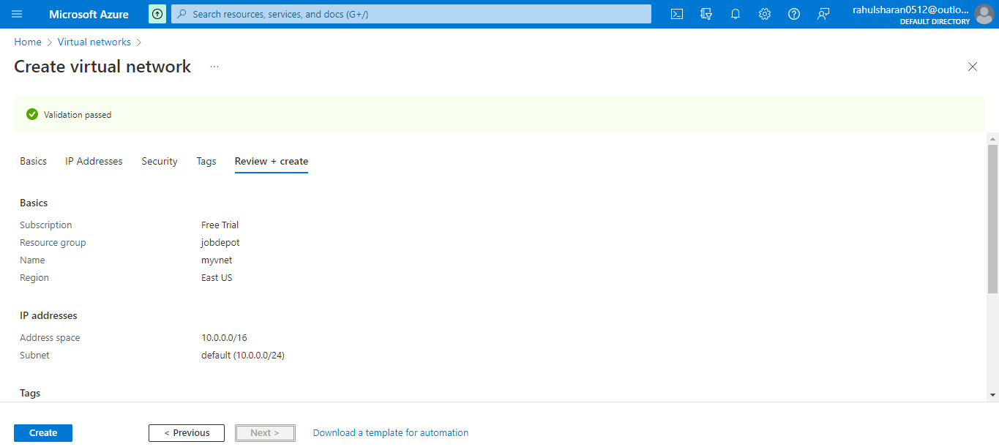 Microsoft Azure
Search resources, services, and docs (G+/)
rahulsharan0512@outlo...
DEFAULT DIRECTORY
Home > Virtual networks >
Create virtual network ...
Validation passed
Basics IP Addresses Security Tags Review + create
Basics
Subscription Free Trial
Resource group jobdepot
Name myvnet
Region East US
IP addresses
Address space 10.0.0.0/16
Subnet default (10.0.0.0/24)
Tags
Create < Previous Next > Download a template for automation